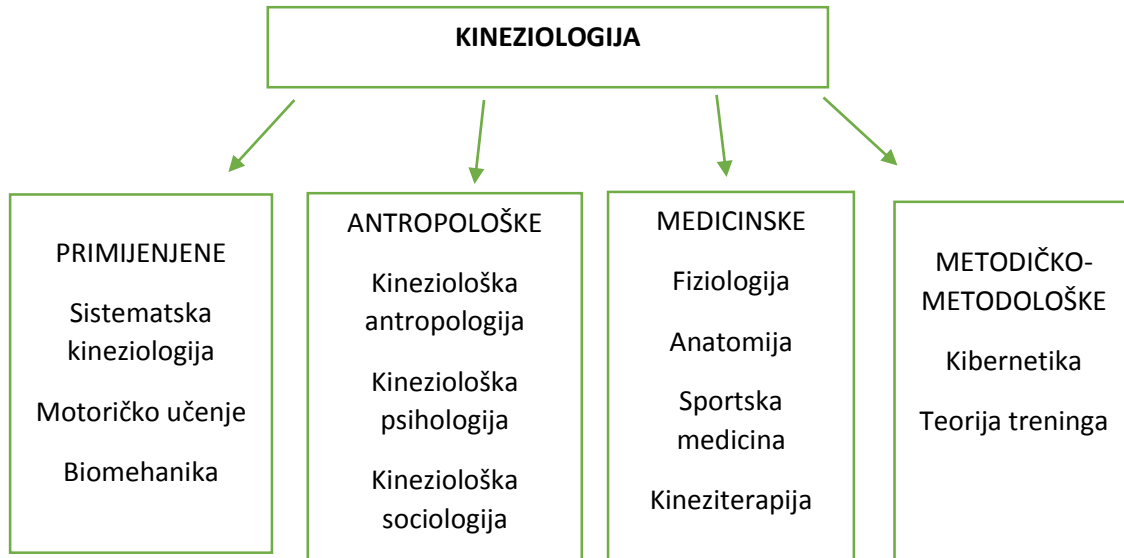 KINEZIOLOGIJA
PRIMIJENJENE
Sistematska
kineziologija
Motoričko učenje
Biomehanika
ANTROPOLOŠKE
Kineziološka
antropologija
Kineziološka
psihologija
Kineziološka
sociologija
MEDICINSKE
Fiziologija
Anatomija
Sportska
medicina
Kineziterapija
METODIČKO-
METODOLOŠKE
Kibernetika
Teorija treninga